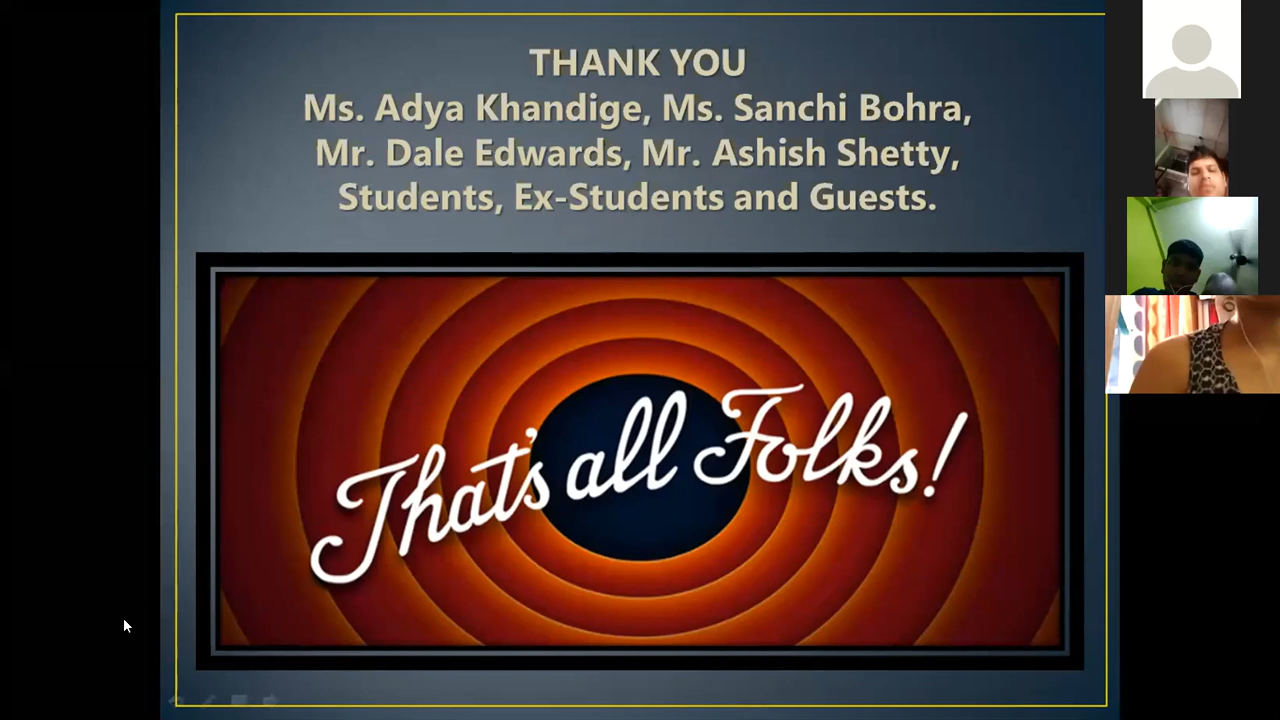 THANK YOU
Ms. Adya Khandige, Ms. Sanchi Bohra,
Mr. Dale Edwards, Mr. Ashish Shetty,
Students, Ex-Students and Guests.
That's all Folks!